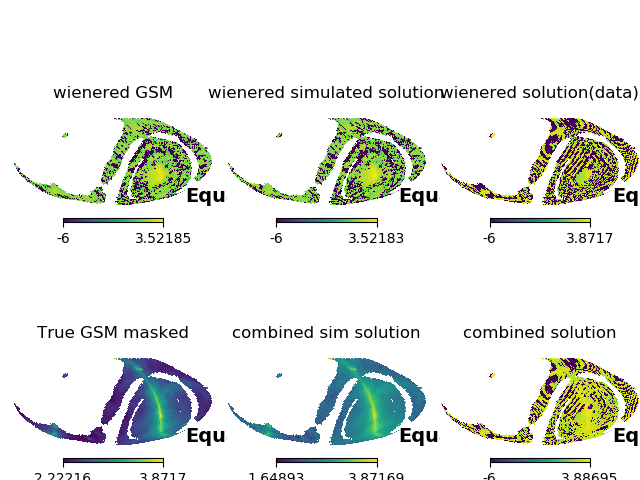 wienered GSM
wienered simulated solution
wienered solution(data)
Equ
Equ
Eq
-6 3.52185
-6 3.52183
-6 3.8717
True GSM masked
combined sim solution
combined solution
Equ
Equ
Eq
2.22216 3.8717
1.64893 3.87169
-6 3.88695